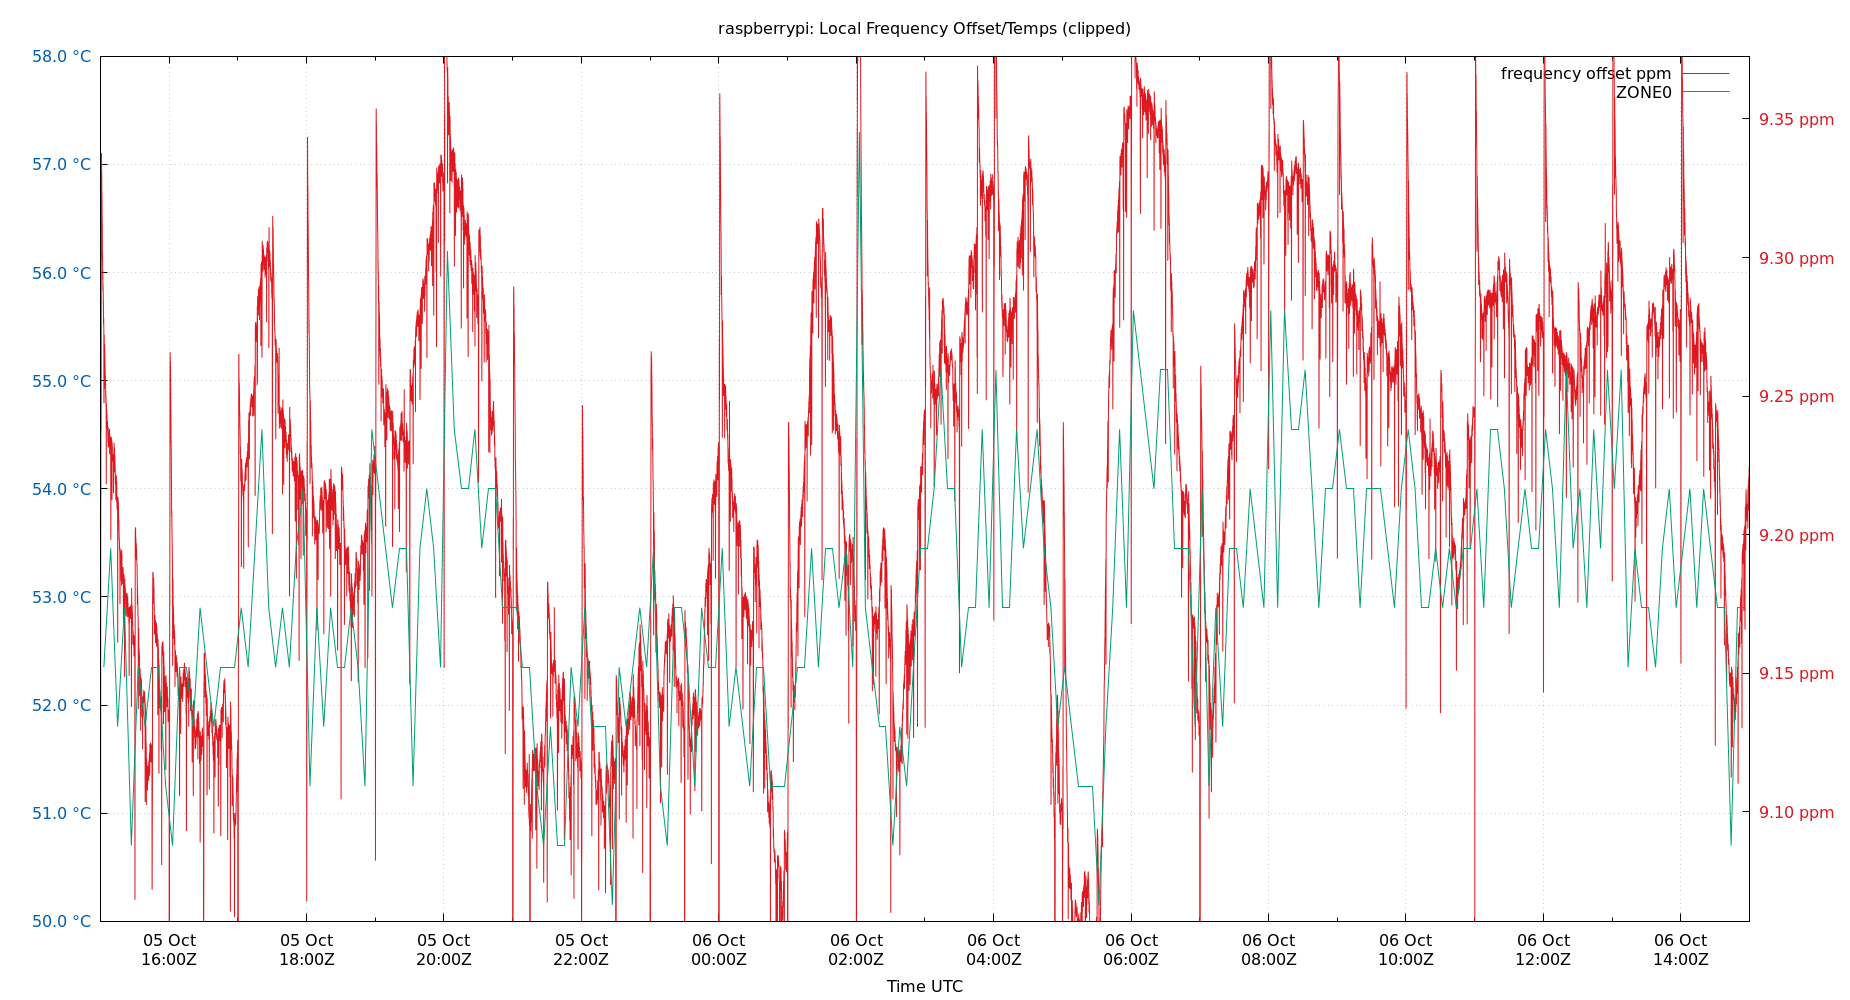 raspberrypi: Local Frequency Offset/Temps (clipped)
58.0 °C
57.0 °C
56.0 °C
55.0 °C
54.0 °C
53.0 °C
52.0 °C
51.0 °C
50.0 °C
frequency offset ppm
ZONE0
9.35 ppm
9.30 ppm
9.25 ppm
9.20 ppm
9.15 ppm
9.10 ppm
05 Oct 05 Oct 05 Oct 05 Oct 06 Oct 06 Oct 06 Oct 06 Oct 06 Oct 06 Oct 06 Oct 06 Oct
16:00Z 18:00Z 20:00Z 22:00Z 00:00Z 02:00Z 04:00Z 06:00Z 08:00Z 10:00Z 12:00Z 14:00Z
Time UTC